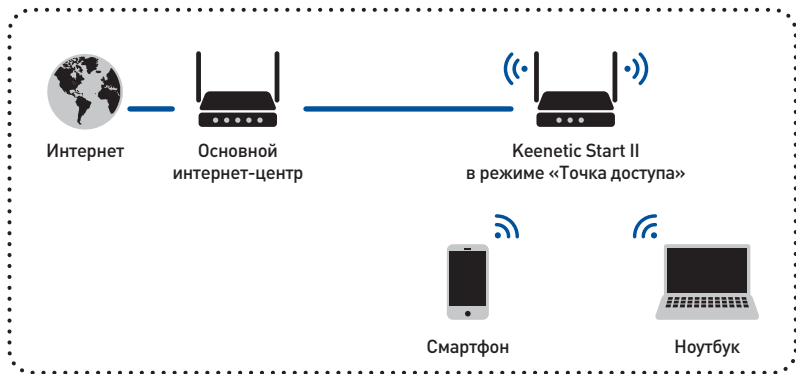 Интернет
Основной
интернет-центр
Keenetic Start II
в режиме «Точка доступа»
Смартфон
Ноутбук